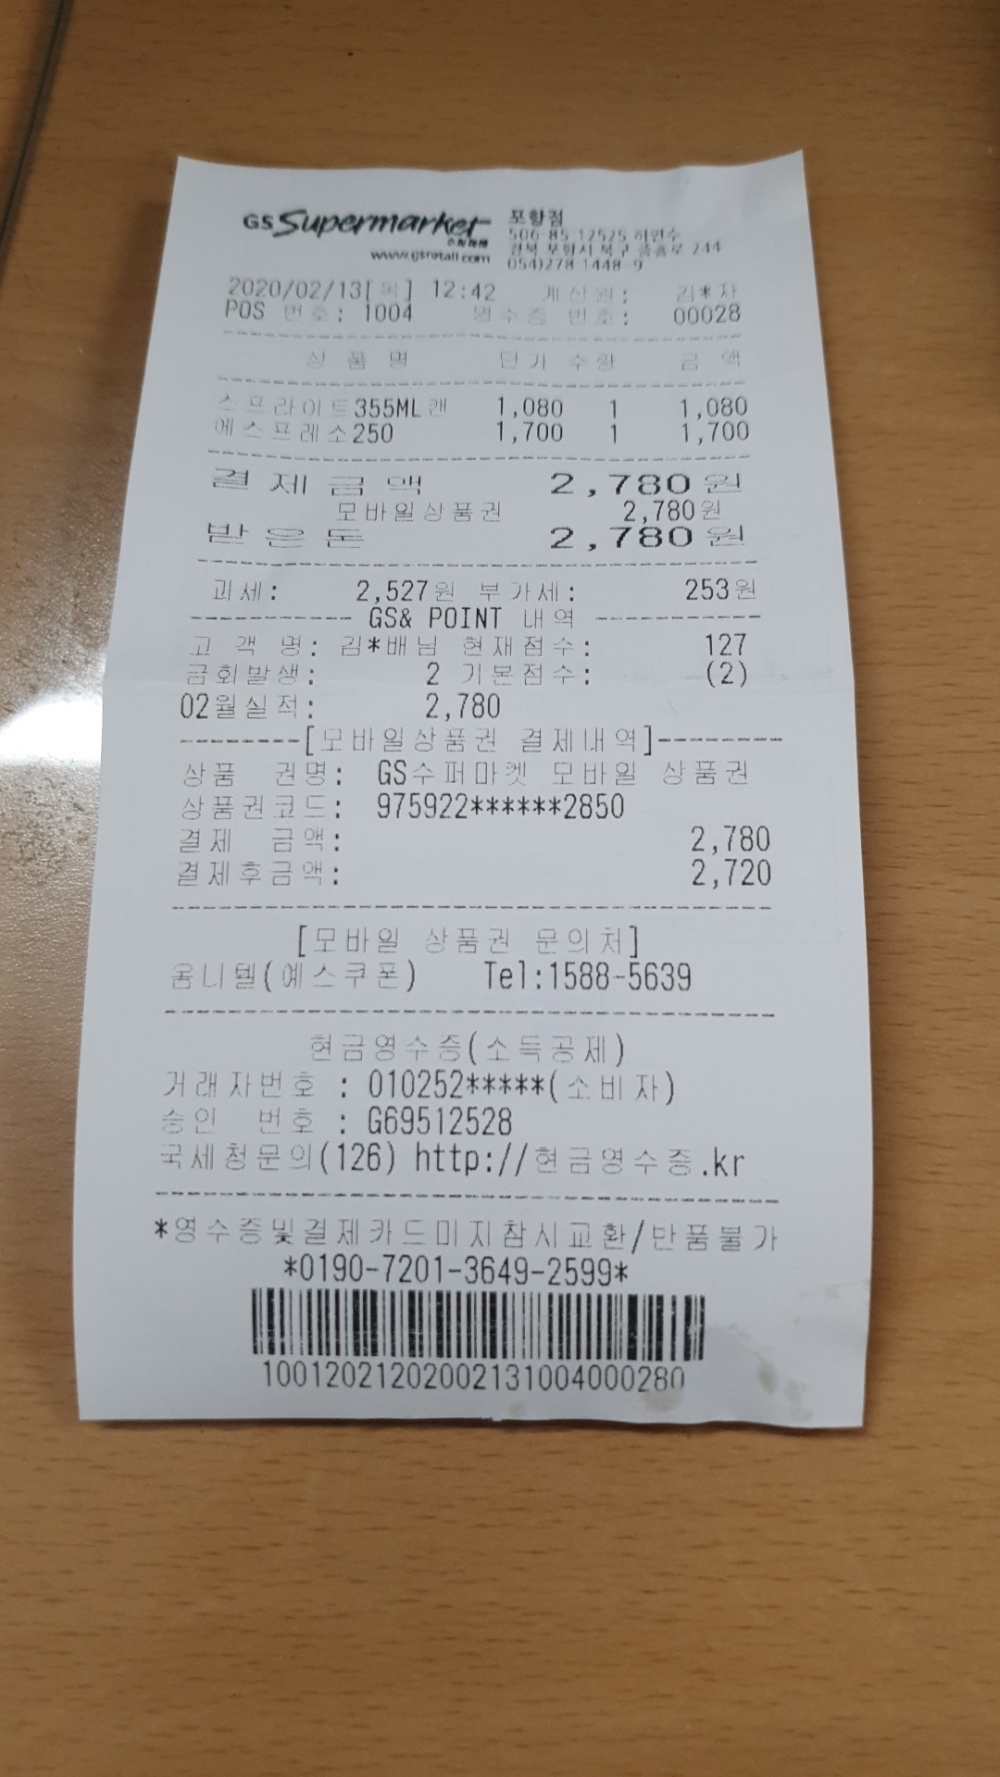 GS Supermarket
www.gsretail.com
포항점
506-85-12525 하연수
경북 포항시 북구 244
054)278-1448-9
2020/02/13[목] 12:42 계산원: 김*자
POS 번호: 1004 영수증 번호: 00028
상 품 명 단가 수량 금 액
스프라이트355ML캔 1,080 1 1,080
에스프레소250 1,700 1 1,700
결 제 금 액 2,780원
모바일상품권 2,780원
받 은 돈 2,780원
과세: 2,527원 부가세: 253원
GS& POINT 내역
고 객 명: 김*배님 현재점수: 127
금회발생: 2 기본점수: (2)
02월실적: 2,780
[모바일상품권 결제내역]
상품 권명: GS수퍼마켓 모바일 상품권
상품권코드: 975922******2850
결제 금액: 2,780
결제후금액: 2,720
[모바일 상품권 문의처]
옴니텔(예스쿠폰) Tel:1588-5639
현금영수증(소득공제)
거래자번호 : 010252*****(소비자)
승인 번호 : G69512528
국세청문의(126) http://현금영수증.kr
*영수증및결제카드미지참시교환/반품불가
*0190-7201-3649-2599*
1001202120200213100400028​0